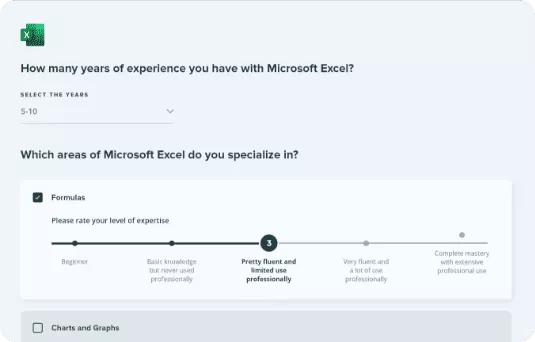 X
How many years of experience you have with Microsoft Excel?
SELECT THE YEARS
5-10
Which areas of Microsoft Excel do you specialize in?
Formulas
Please rate your level of expertise
3
Beginner
Basic knowledge
but never used
professionally
Pretty fluent and
limited use
professionally
Very fluent and
a lot of use
professionally
Complete mastery
with extensive
professional use
Charts and Graphs